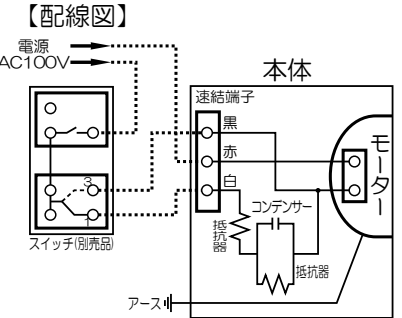 【配線図】
電源
AC100V
本体
速結端子
黒
赤
白
モーター
コンデンサー
抵抗器
抵抗器
3
1
スイッチ(別売品)
アース